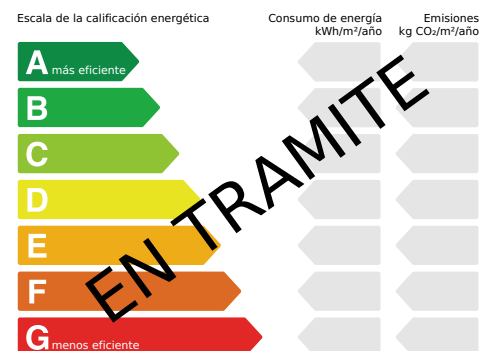 Escala de la calificación energética
Consumo de energía
kWh/m²/año
Emisiones
kg CO₂/m²/año
A más eficiente
B
C
D
E
F
G menos eficiente
EN TRAMITE